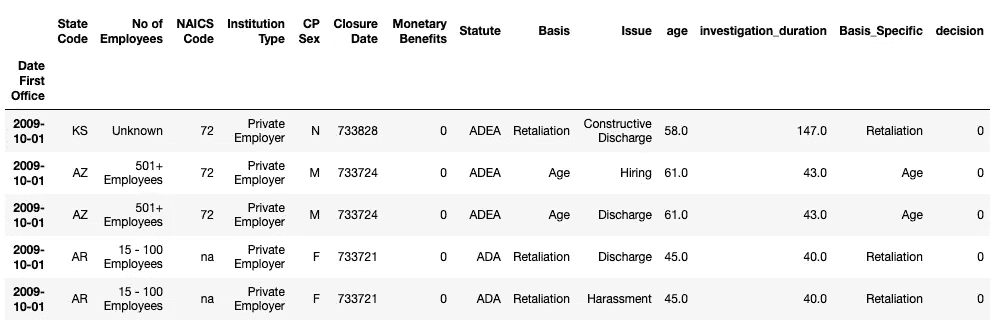 State Code No of Employees NAICS Code Institution Type CP Sex Closure Date Monetary Benefits Statute Basis Issue age investigation_duration Basis_Specific decision
Date First Office
2009-10-01 KS Unknown 72 Private Employer N 733828 0 ADEA Retaliation Constructive Discharge 58.0 147.0 Retaliation 0
2009-10-01 AZ 501+ Employees 72 Private Employer M 733724 0 ADEA Age Hiring 61.0 43.0 Age 0
2009-10-01 AZ 501+ Employees 72 Private Employer M 733724 0 ADEA Age Discharge 61.0 43.0 Age 0
2009-10-01 AR 15 - 100 Employees na Private Employer F 733721 0 ADA Retaliation Discharge 45.0 40.0 Retaliation 0
2009-10-01 AR 15 - 100 Employees na Private Employer F 733721 0 ADA Retaliation Harassment 45.0 40.0 Retaliation 0